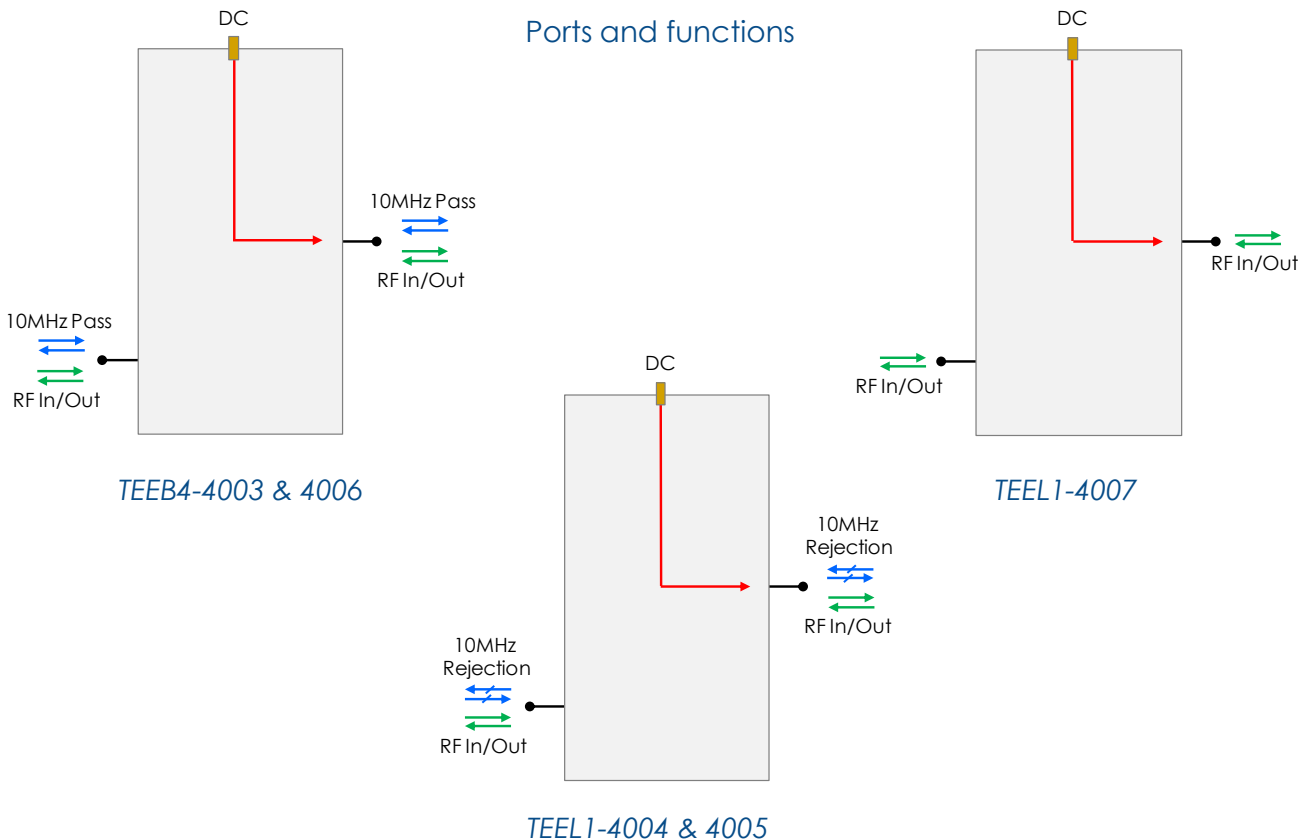 Ports and functions
DC
10MHz Pass
RF In/Out
10MHz Pass
RF In/Out
TEEB4-4003 & 4006
DC
RF In/Out
RF In/Out
TEEL1-4007
DC
10MHz
Rejection
RF In/Out
10MHz
Rejection
RF In/Out
TEEL1-4004 & 4005